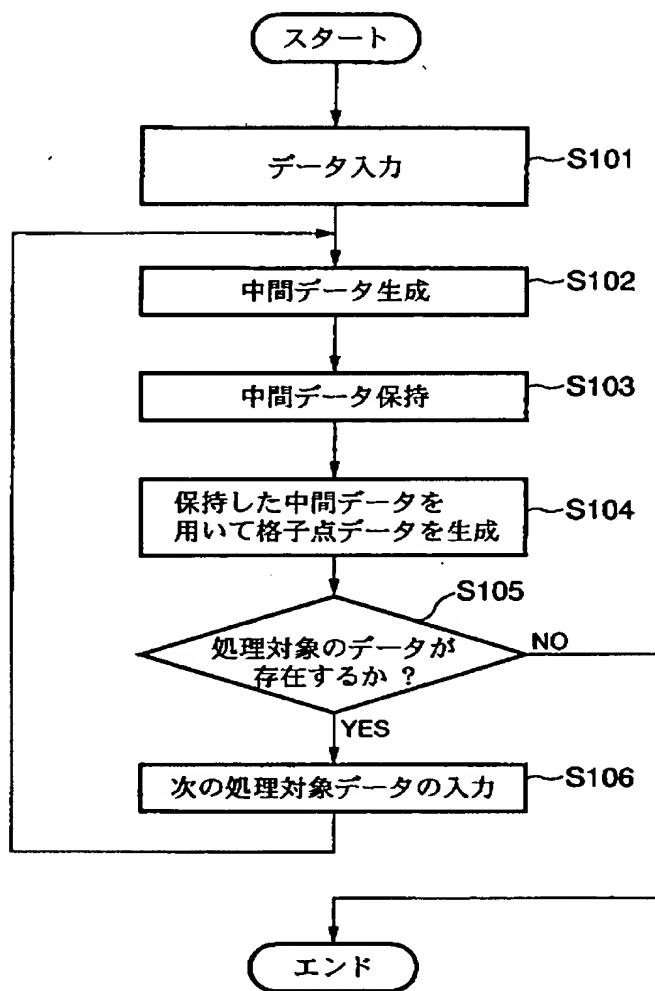 スタート
データ入力
S101
中間データ生成
S102
中間データ保持
S103
保持した中間データを
用いて格子点データを生成
S104
S105
処理対象のデータが
存在するか ?
NO
YES
次の処理対象データの入力
S106
エンド